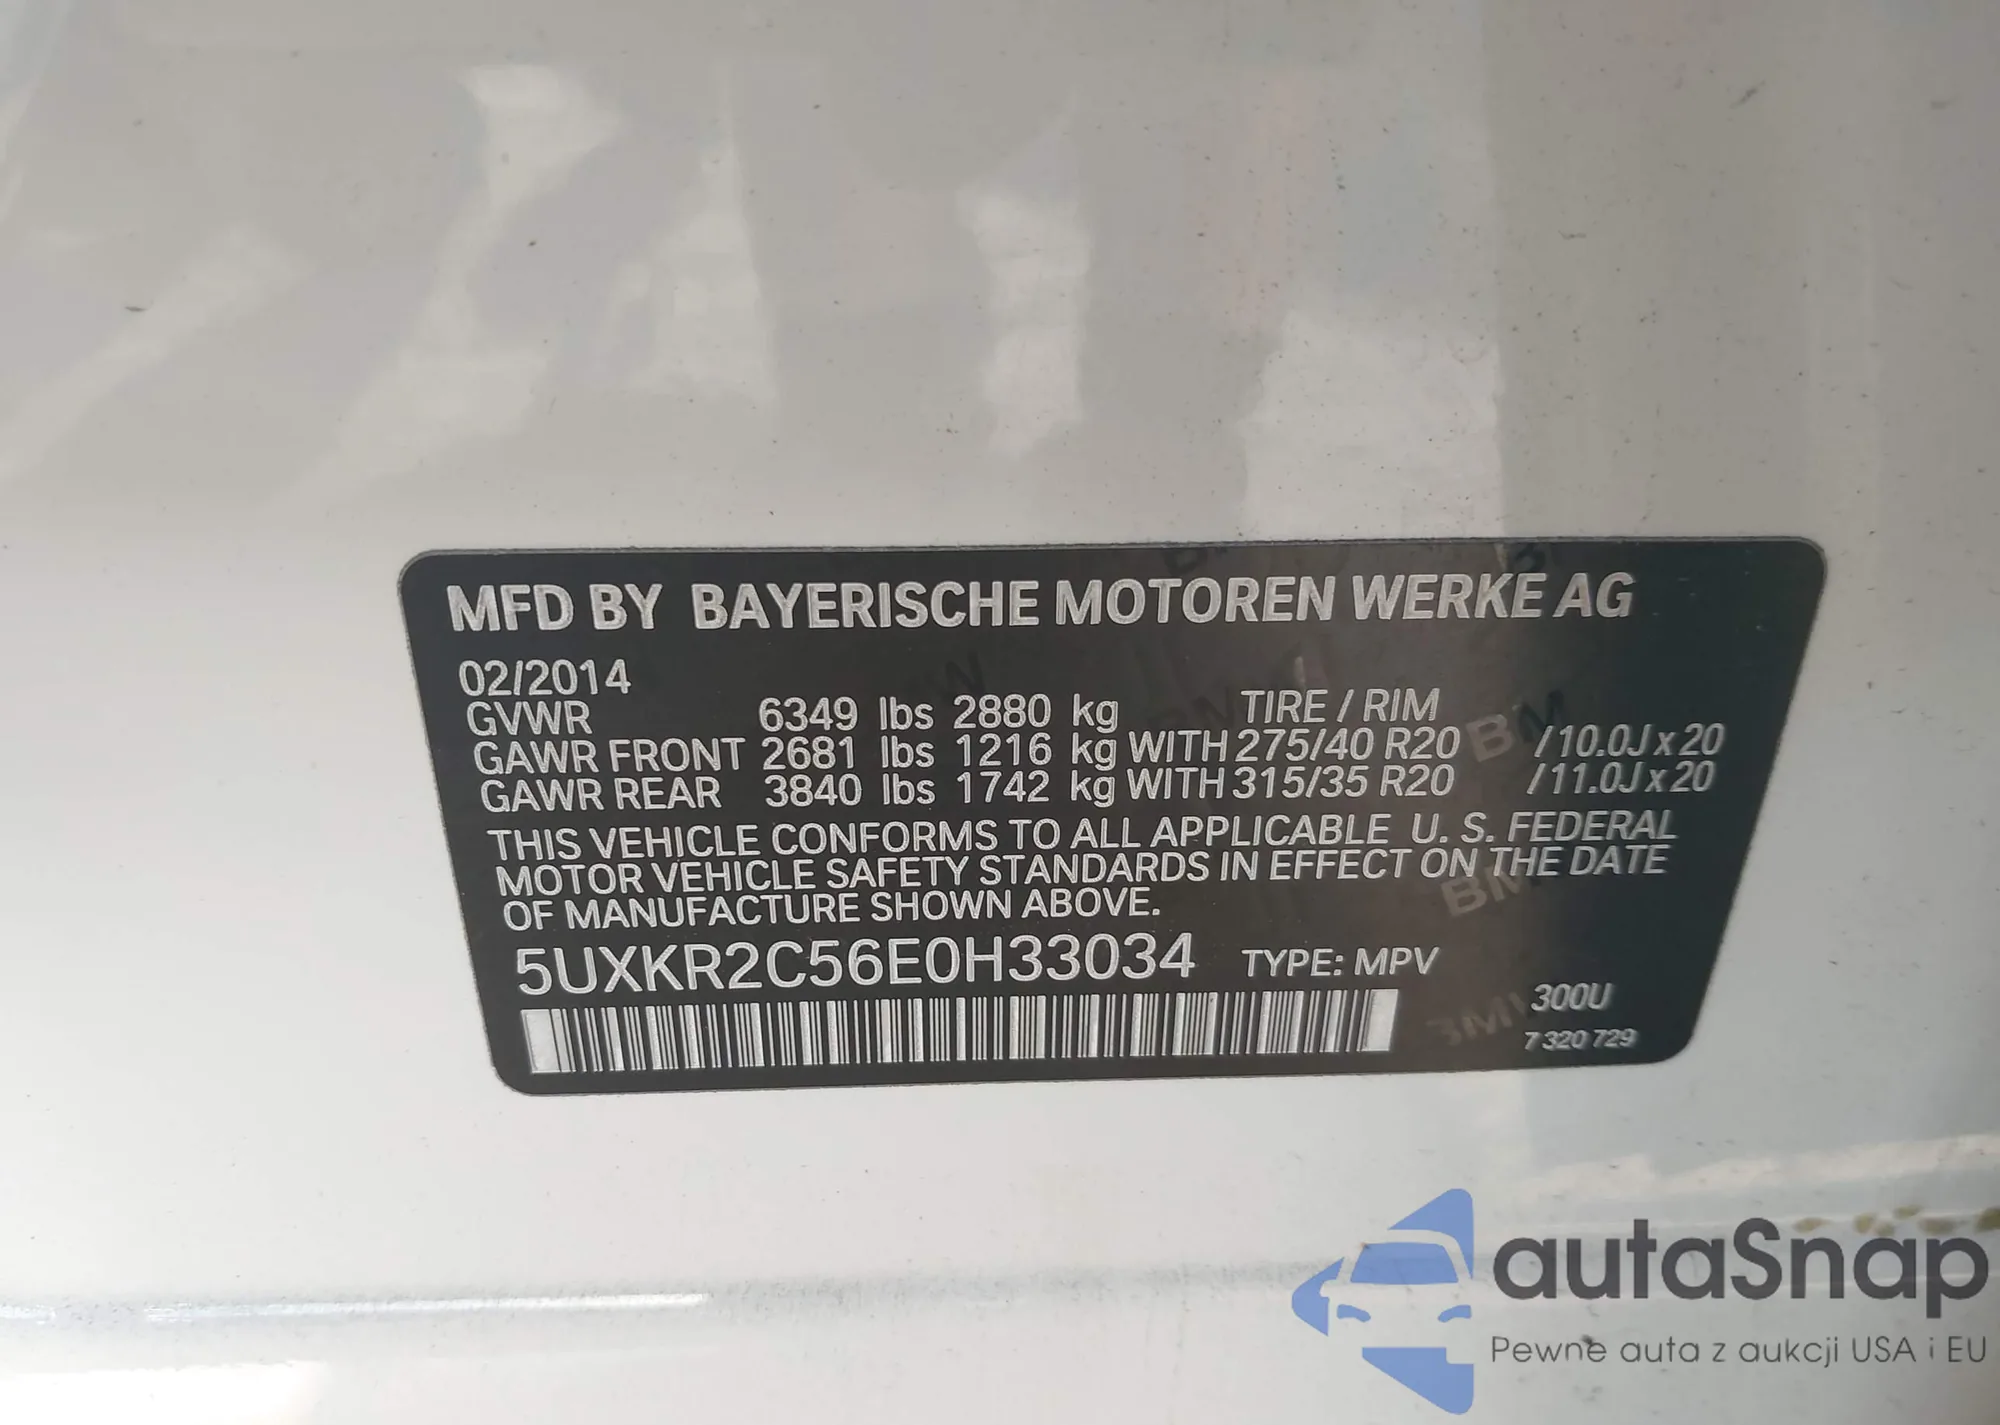 MFD BY BAYERISCHE MOTOREN WERKE AG
02/2014
GVWR 6349 lbs 2880 kg TIRE / RIM
GAWR FRONT 2681 lbs 1216 kg WITH 275/40 R20 /10.0J x 20
GAWR REAR 3840 lbs 1742 kg WITH 315/35 R20 /11.0J x 20
THIS VEHICLE CONFORMS TO ALL APPLICABLE U. S. FEDERAL
MOTOR VEHICLE SAFETY STANDARDS IN EFFECT ON THE DATE
OF MANUFACTURE SHOWN ABOVE.
5UXKR2C56E0H33034 TYPE: MPV
300U
7 320 729
autaSnap
Pewne auta z aukcji USA i EU